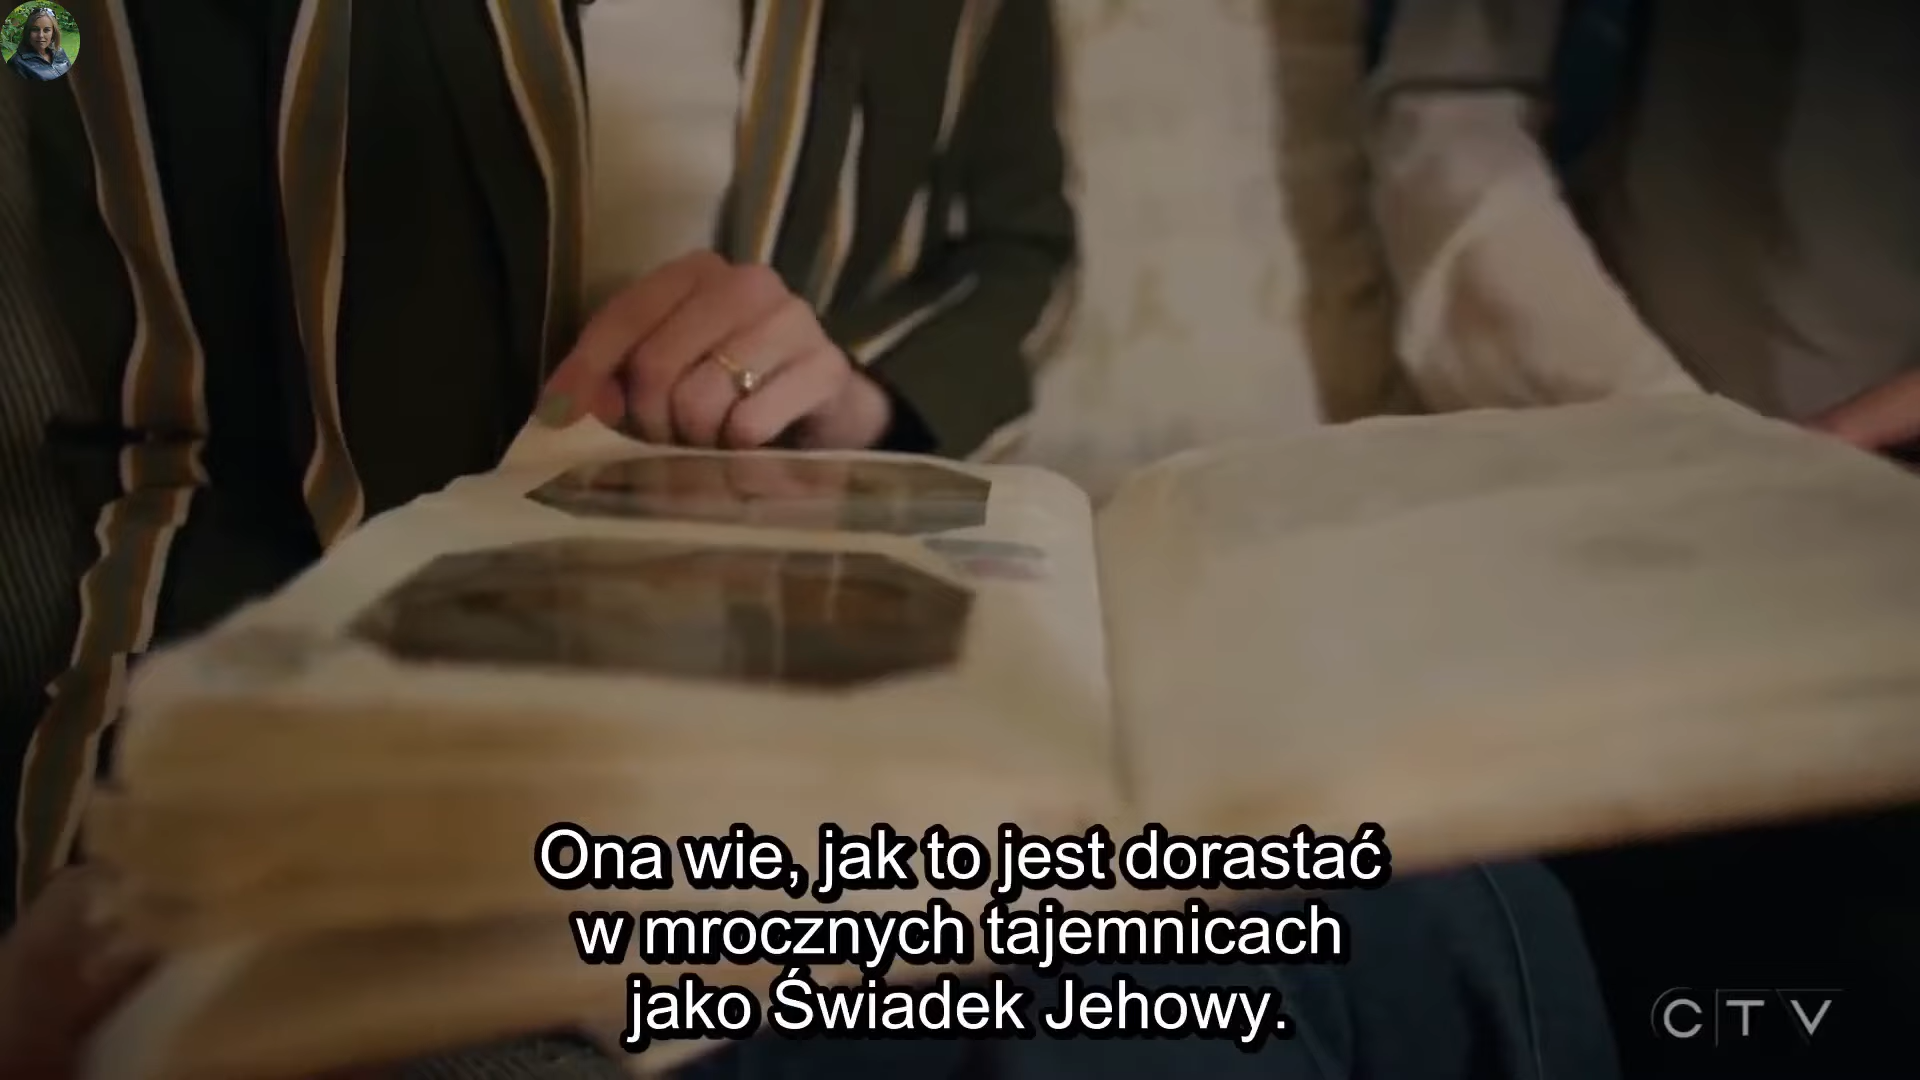 Ona wie, jak to jest dorastać
w mrocznych tajemnicach
jako Świadek Jehowy.
CTV